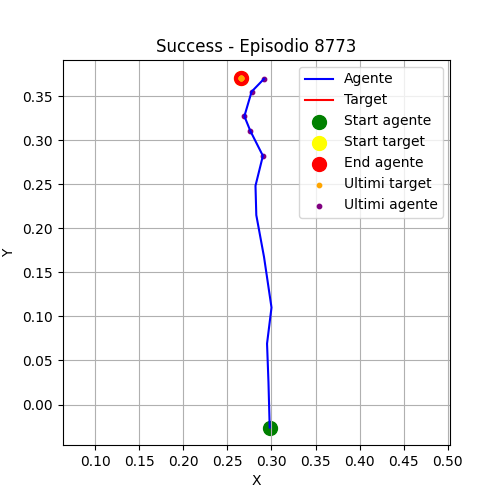 Success - Episodio 8773
Agente
Target
Start agente
Start target
End agente
Ultimi target
Ultimi agente
0.35
0.30
0.25
0.20
0.15
0.10
0.05
0.00
Y
0.10 0.15 0.20 0.25 0.30 0.35 0.40 0.45 0.50
X